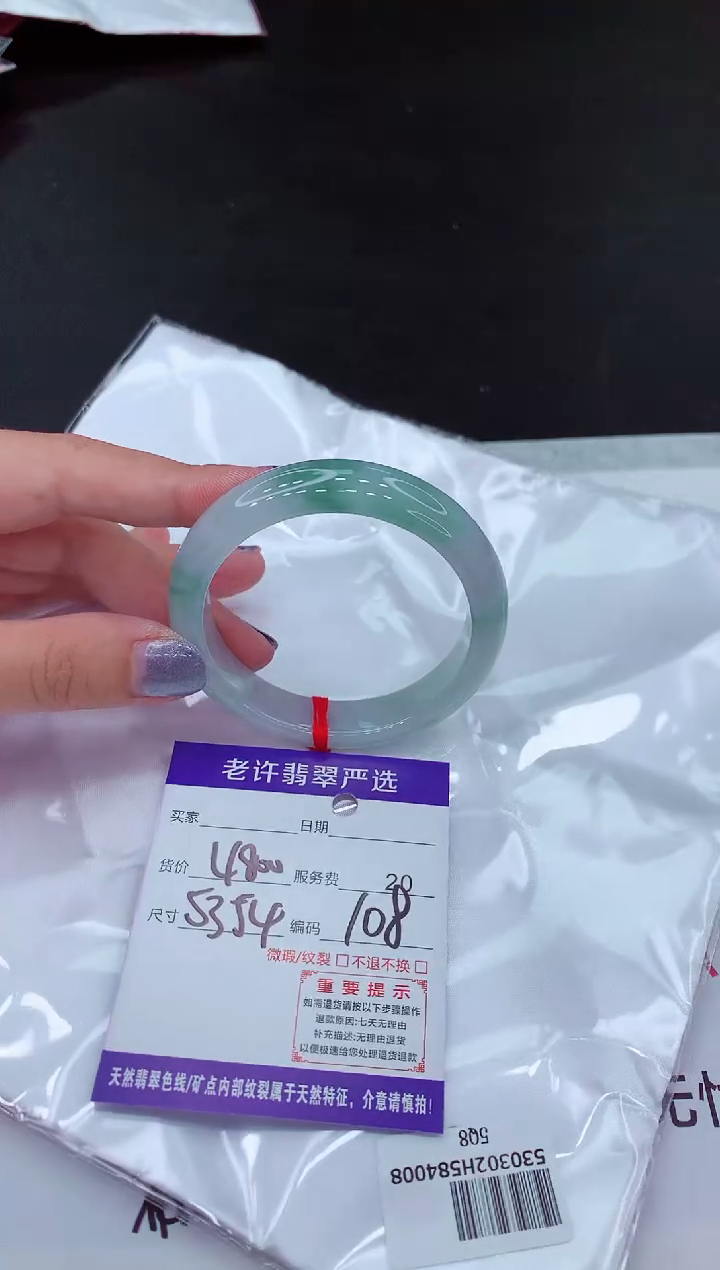 老许翡翠严选
买家 日期
货价 4800 服务费 20
尺寸 5354 编码 108
微瑕/纹裂 □ 不退不换 □
重要提示
如需退货请按以下步骤操作
退款原因:七天无理由
补充描述:无理由退货
以便极速给您处理退货退款
天然翡翠色线/矿点内部纹裂属于天然特征，介意请慎拍!
530302H584008
5Q8